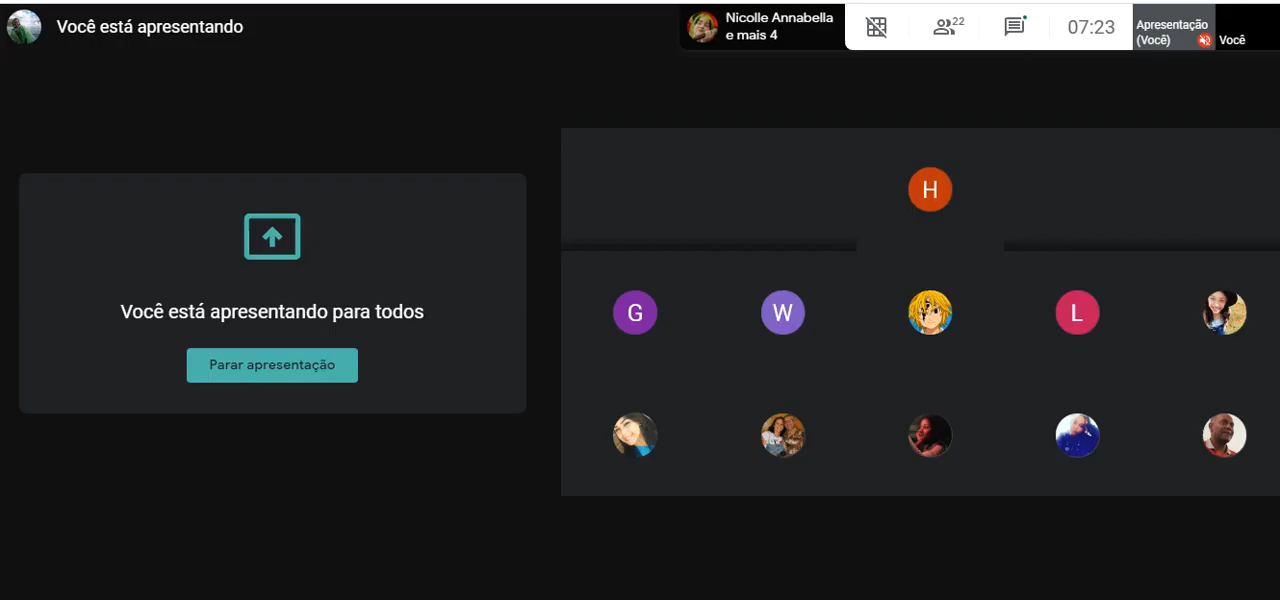 Você está apresentando
Nicolle Annabella
e mais 4
22
07:23
Apresentação
(Você)
Você
H
Você está apresentando para todos
Parar apresentação
G
W
L